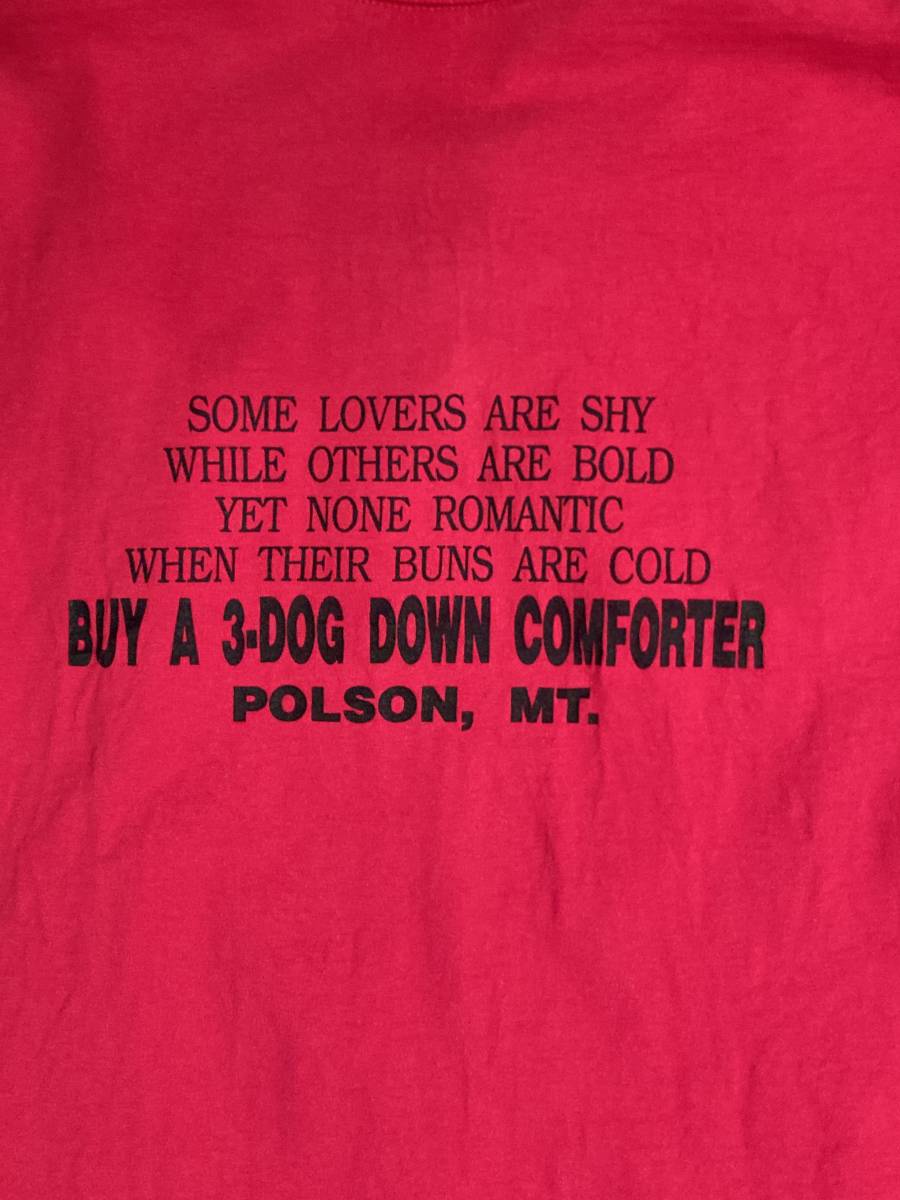 SOME LOVERS ARE SHY
WHILE OTHERS ARE BOLD
YET NONE ROMANTIC
WHEN THEIR BUNS ARE COLD
BUY A 3-DOG DOWN COMFORTER
POLSON, MT.